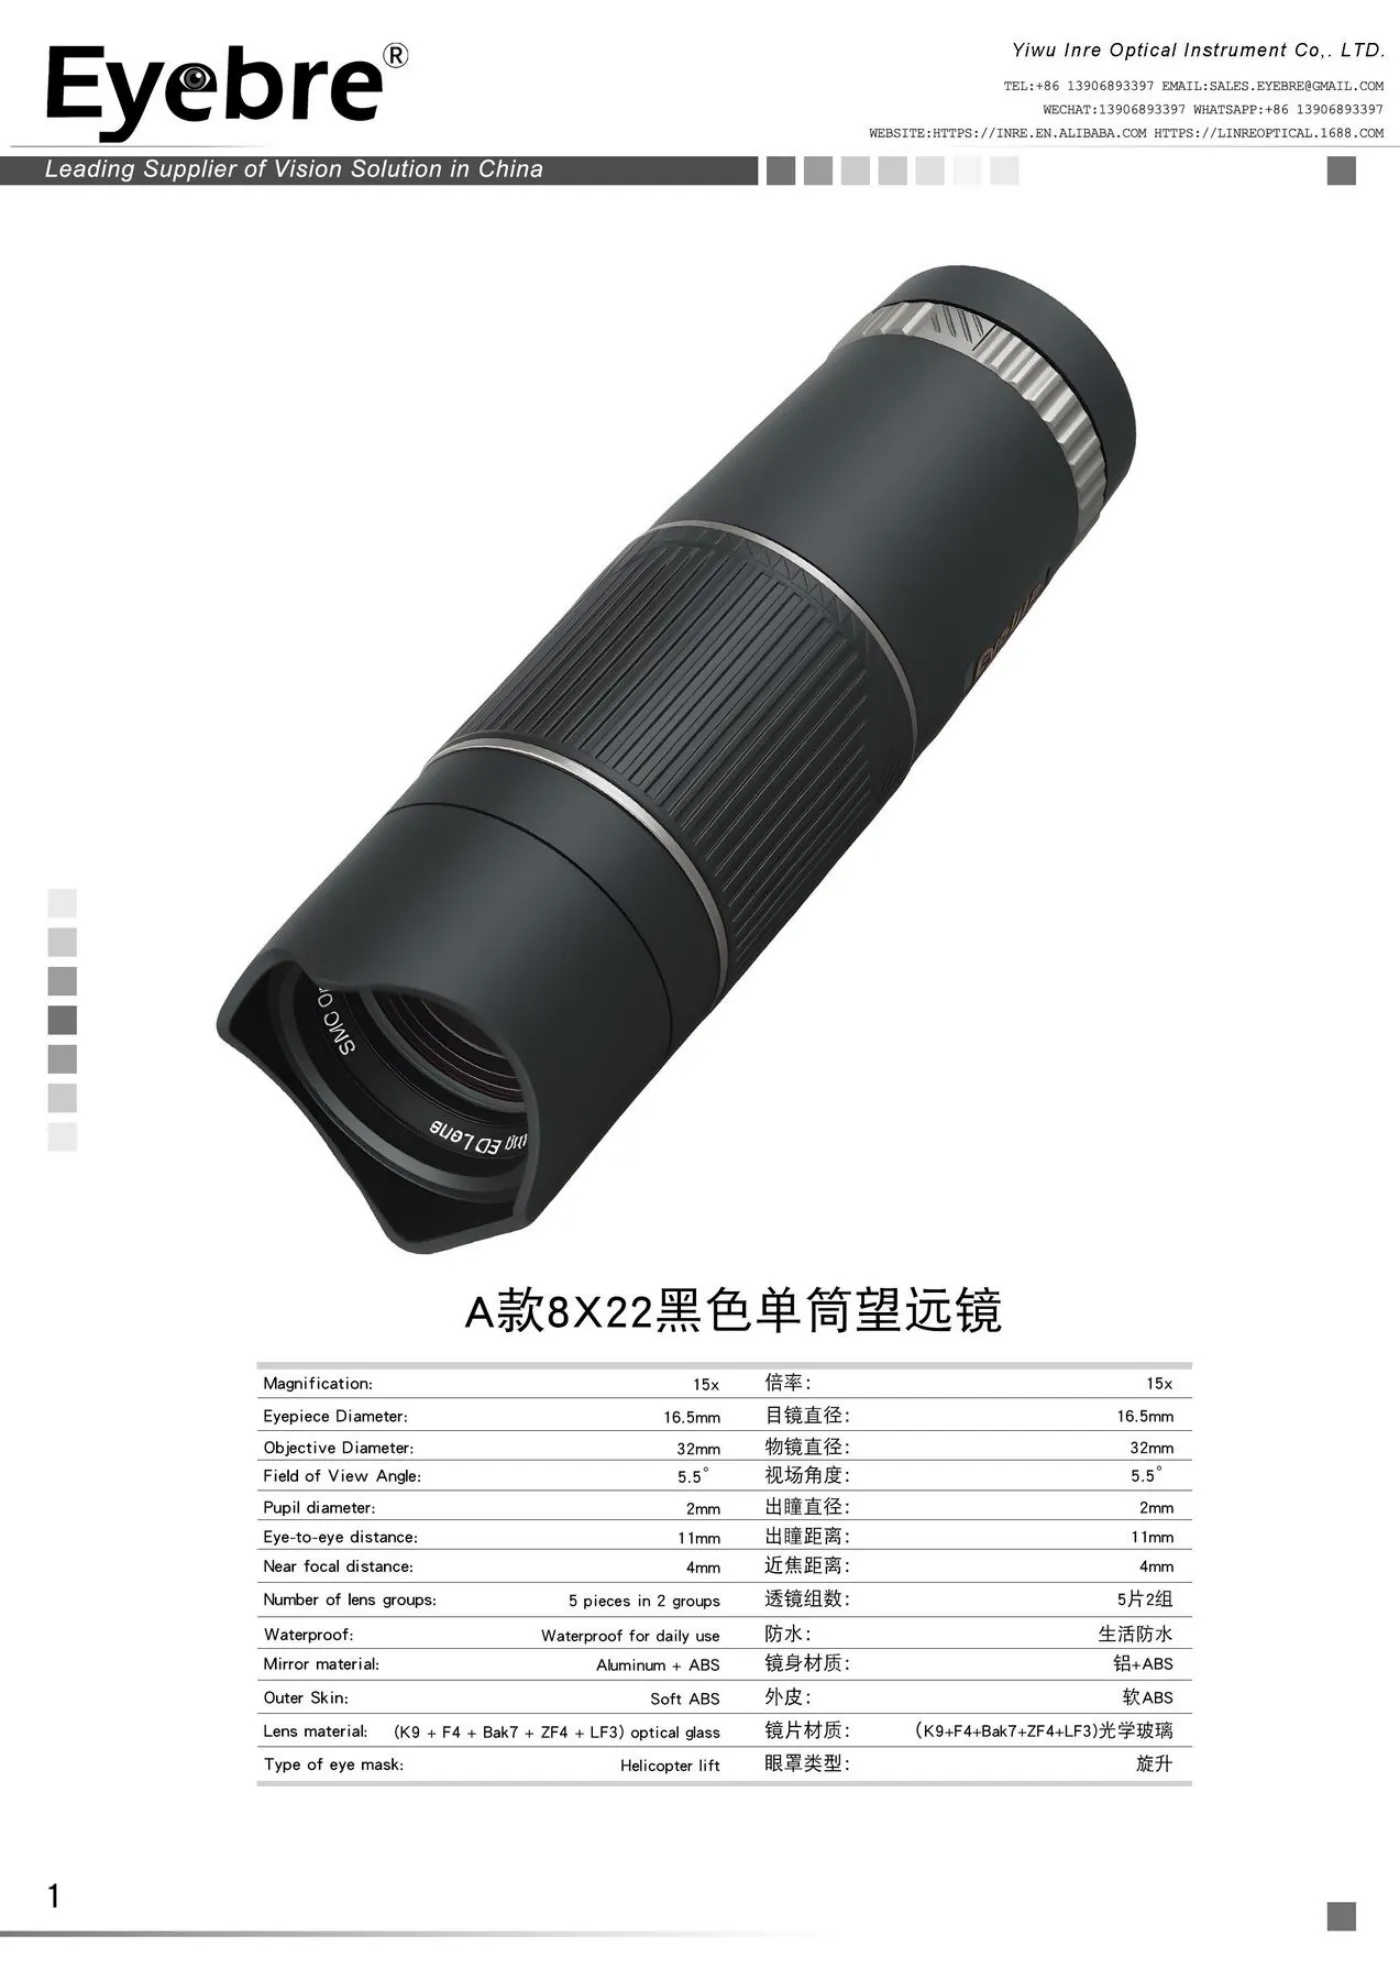 Eyebre®
Yiwu Inre Optical Instrument Co,. LTD.
TEL:+86 13906893397 EMAIL:SALES.EYEBRE@GMAIL.COM
WECHAT:13906893397 WHATSAPP:+86 13906893397
WEBSITE:HTTPS://INRE.EN.ALIBABA.COM HTTPS://LINREOPTICAL.1688.COM
Leading Supplier of Vision Solution in China
SMC
ED Lens
A款8X22黑色单筒望远镜
Magnification: 15x 倍率: 15x
Eyepiece Diameter: 16.5mm 目镜直径: 16.5mm
Objective Diameter: 32mm 物镜直径: 32mm
Field of View Angle: 5.5° 视场角度: 5.5°
Pupil diameter: 2mm 出瞳直径: 2mm
Eye-to-eye distance: 11mm 出瞳距离: 11mm
Near focal distance: 4mm 近焦距离: 4mm
Number of lens groups: 5 pieces in 2 groups 透镜组数: 5片2组
Waterproof: Waterproof for daily use 防水: 生活防水
Mirror material: Aluminum + ABS 镜身材质: 铝+ABS
Outer Skin: Soft ABS 外皮: 软ABS
Lens material: (K9 + F4 + Bak7 + ZF4 + LF3) optical glass 镜片材质: (K9+F4+Bak7+ZF4+LF3)光学玻璃
Type of eye mask: Helicopter lift 眼罩类型: 旋升
1